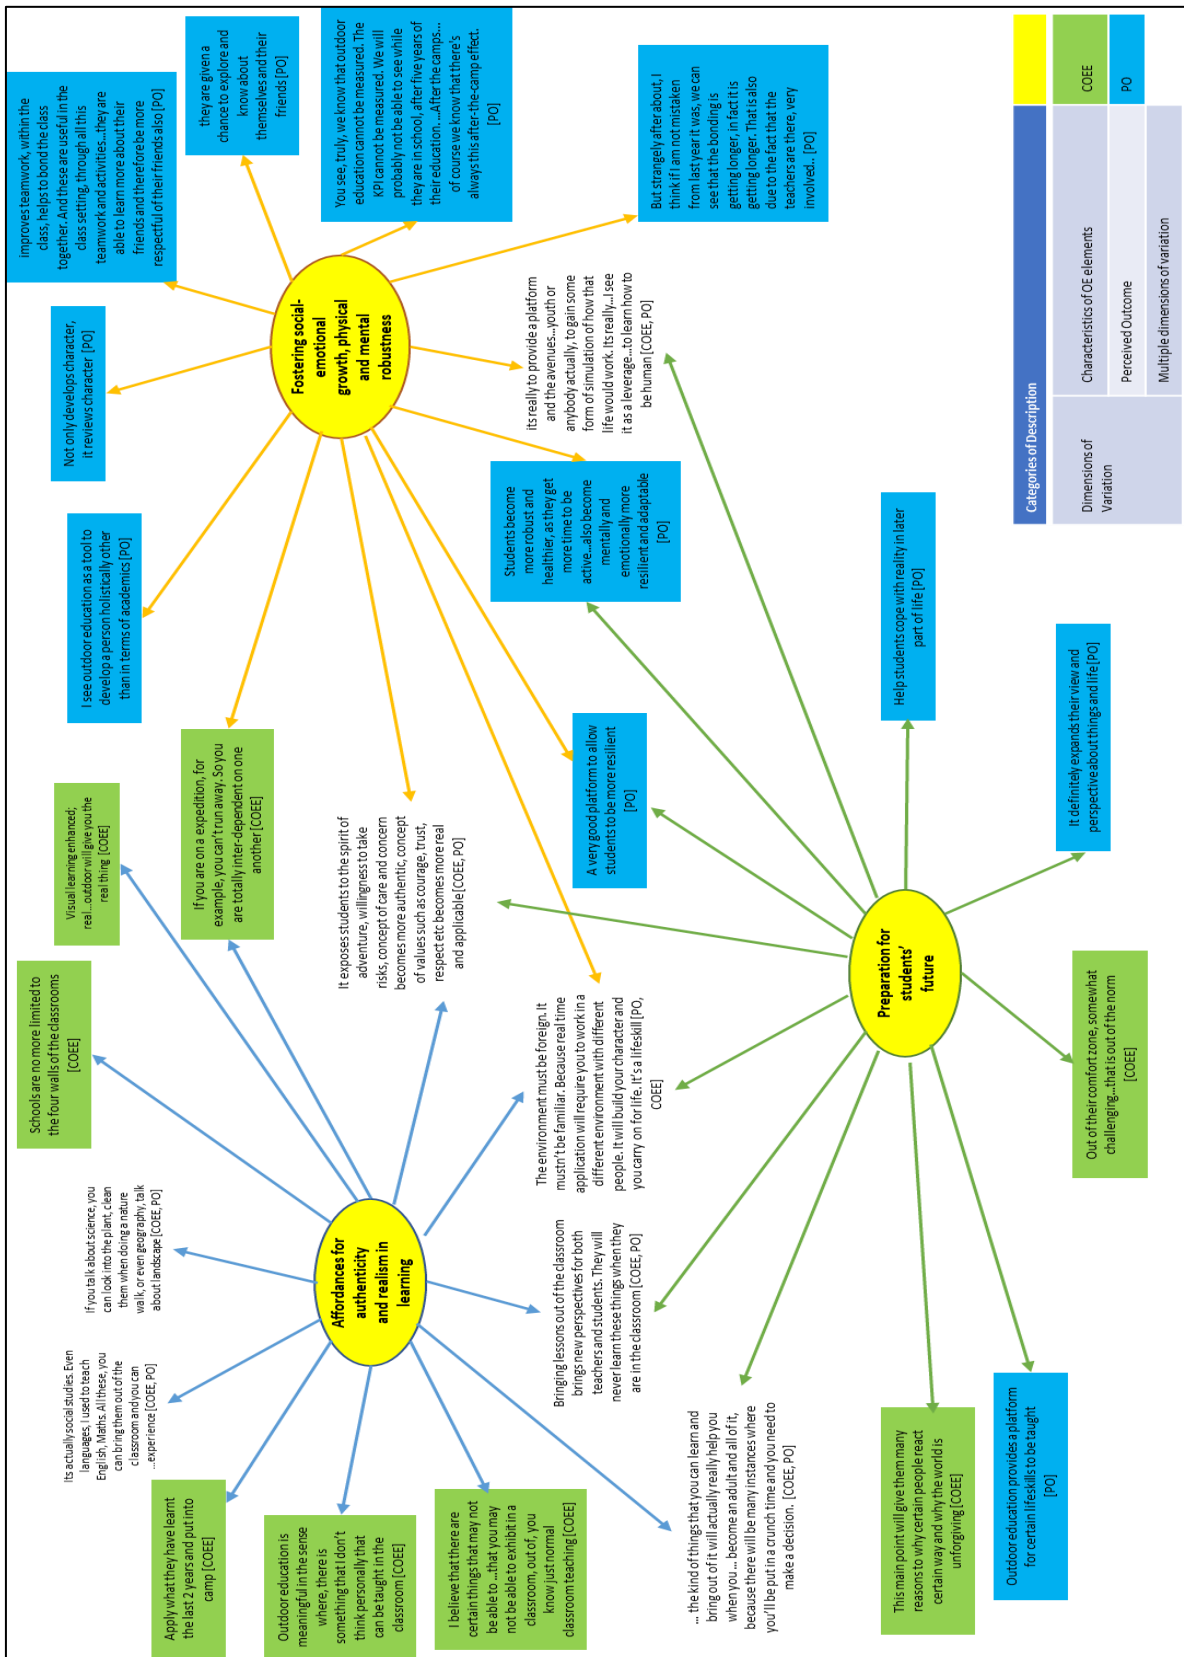 Apply what they have learnt
the last 2 years and put into
camp [COEE]
Outdoor education is
meaningful in the sense
where, there is
something that I don't
think personally that
can be taught in the
classroom [COEE]
I believe that there are
certain things that may not
be able to ...that you may
not be able to exhibit in a
classroom, out of, you
know just normal
classroom teaching [COEE]
... the kind of things that you can learn and
bring out of it will actually really help you
when you... become an adult and all of it,
because there will be many instances where
you'll be put in a crunch time and you need to
make a decision. [COEE, PO]
This main point will give them many
reasons to why certain people react
certain way and why the world is
unforgiving [COEE]
Outdoor education provides a platform
for certain lifeskills to be taught
[PO]
Its actually social studies. Even
languages, I used to teach
English, Maths. All these, you
can bring them out of the
classroom and you can
...experience [COEE, PO]
If you talk about science, you
can look into the plant, clean
them when doing a nature
walk, or even geography, talk
about landscape [COEE, PO]
Affordances for
authenticity
and realism in
learning
Bringing lessons out of the classroom
brings new perspectives for both
teachers and students. They will
never learn these things when they
are in the classroom [COEE, PO]
Schools are no more limited to
the four walls of the classrooms
[COEE]
Visual learning enhanced;
real...outdoor will give you the
real thing [COEE]
If you are on a expedition, for
example, you can't run away. So you
are totally inter-dependent on one
another [COEE]
It exposes students to the spirit of
adventure, willingness to take
risks, concept of care and concern
becomes more authentic, concept
of values such as courage, trust,
respect etc becomes more real
and applicable [COEE, PO]
The environment must be foreign. It
mustn't be familiar. Because real time
application will require you to work in a
different environment with different
people. It will build your character and
you carry on for life. It's a lifeskill [PO,
COEE]
Preparation for
students'
future
Out of their comfort zone, somewhat
challenging...that is out of the norm
[COEE]
I see outdoor education as a tool to
develop a person holistically other
than in terms of academics [PO]
A very good platform to allow
students to be more resilient
[PO]
Help students cope with reality in later
part of life [PO]
It definitely expands their view and
perspective about things and life [PO]
Not only develops character,
it reviews character [PO]
Students become
more robust and
healthier, as they get
more time to be
active...also become
mentally and
emotionally more
resilient and adaptable
[PO]
Fostering social-
emotional
growth, physical
and mental
robustness
its really to provide a platform
and the avenues...youth or
anybody actually, to gain some
form of simulation of how that
life would work. Its really...I see
it as a leverage...to learn how to
be human [COEE, PO]
improves teamwork, within the
class, helps to bond the class
together. And these are useful in the
class setting, through all this
teamwork and activities...they are
able to learn more about their
friends and therefore be more
respectful of their friends also [PO]
they are given a
chance to explore and
know about
themselves and their
friends [PO]
You see, truly, we know that outdoor
education cannot be measured. The
KPI cannot be measured. We will
probably not be able to see while
they are in school, after five years of
their education. ...After the camps...
of course we know that there's
always this after-the-camp effect.
[PO]
But strangely after about, I
think if I am not mistaken
from last year it was, we can
see that the bonding is
getting longer, in fact it is
getting longer. That is also
due to the fact that the
teachers are there, very
involved.. [PO]
Categories of Description
Dimensions of
Variation
Characteristics of OE elements
COEE
Perceived Outcome
PO
Multiple dimensions of variation